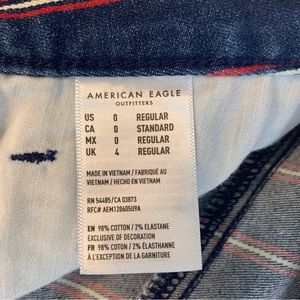 AMERICAN EAGLE
OUTFITTERS
US 0 REGULAR
CA 0 STANDARD
MX 0 REGULAR
UK 4 REGULAR
MADE IN VIETNAM / FABRIQUÉ AU
VIETNAM / HECHO EN VIETNAM
RN 54485/CA 03873
RFC# AEM120605U9A
EN 98% COTTON / 2% ELASTANE
EXCLUSIVE OF DECORATION
FR 98% COTON / 2% ÉLASTHANNE
À L'EXCEPTION DE LA GARNITURE